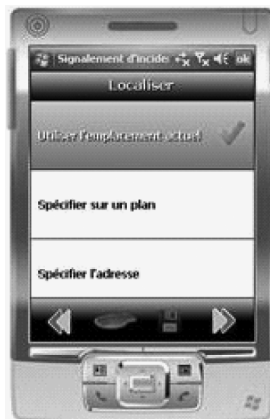 Signalement d'incide ok
Localiser
Utiliser l'emplacement actuel
Spécifier sur un plan
Spécifier l'adresse